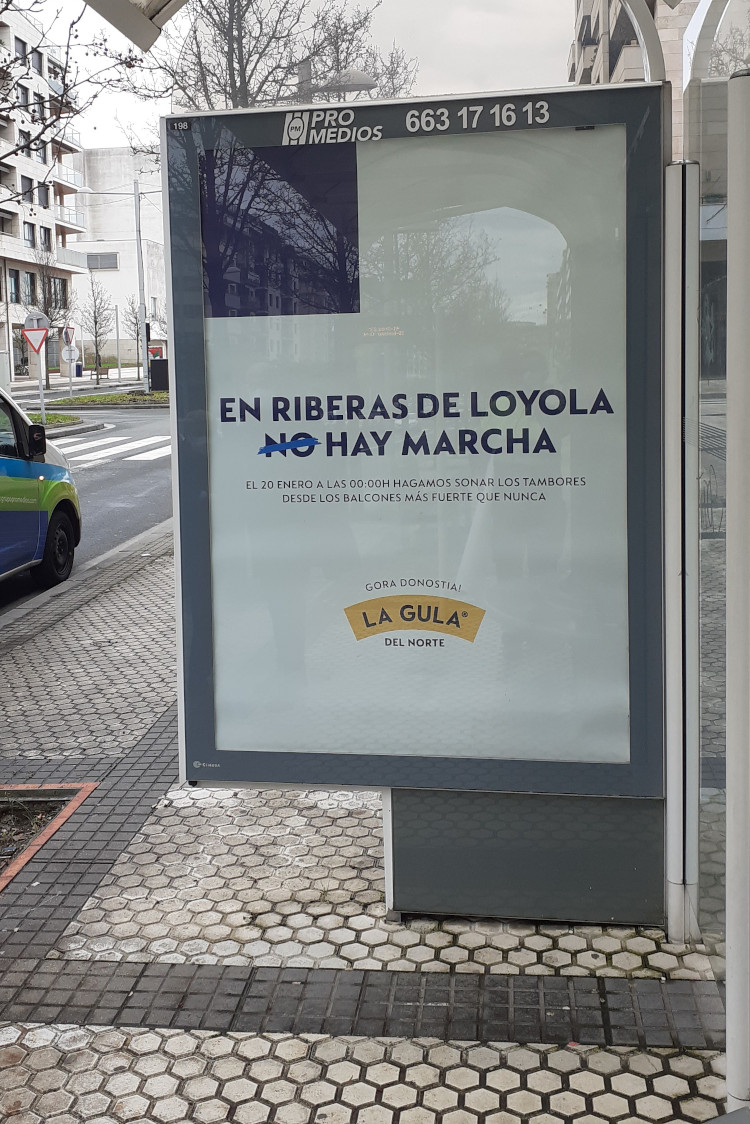 198
PM
PRO
MEDIOS
663 17 16 13
EN RIBERAS DE LOYOLA
NO HAY MARCHA
EL 20 ENERO A LAS 00:00H HAGAMOS SONAR LOS TAMBORES
DESDE LOS BALCONES MÁS FUERTE QUE NUNCA
GORA DONOSTIA!
LA GULA®
DEL NORTE